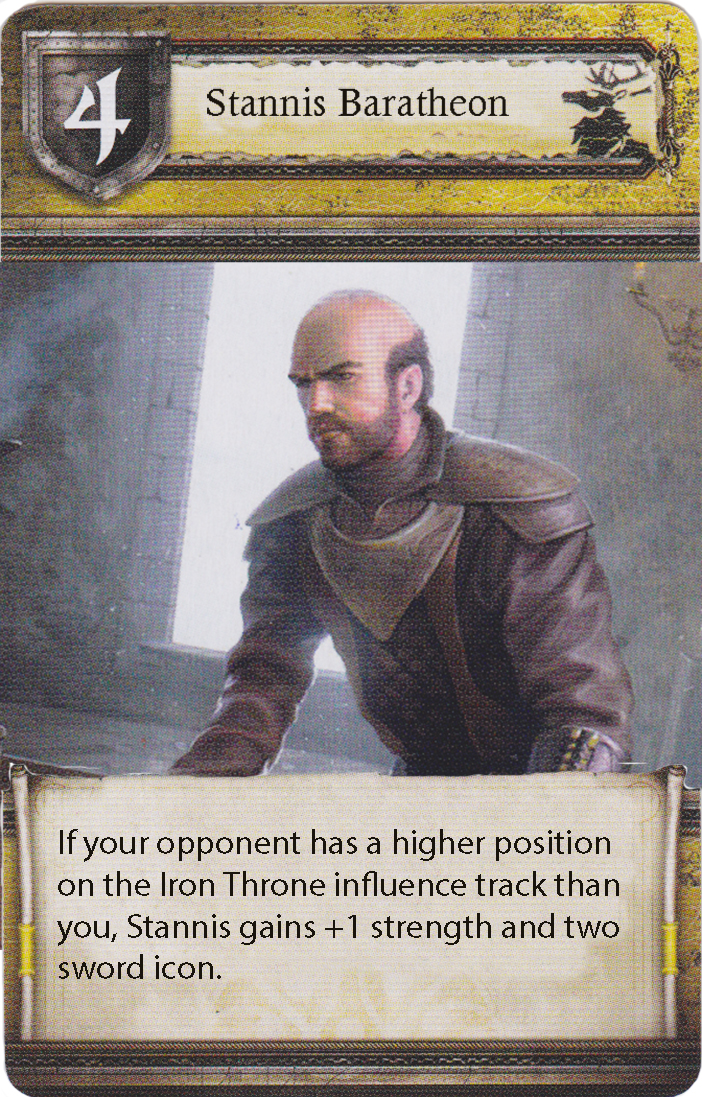 4
Stannis Baratheon
If your opponent has a higher position
on the Iron Throne influence track than
you, Stannis gains +1 strength and two
sword icon.